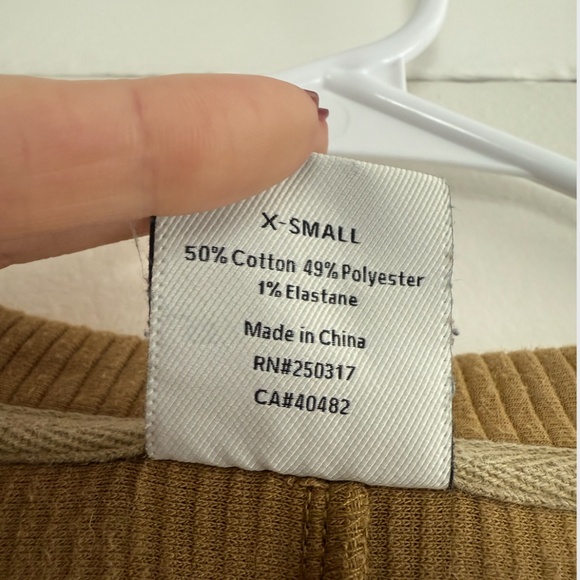 X-SMALL
50% Cotton 49% Polyester
1% Elastane
Made in China
RN#250317
CA#40482